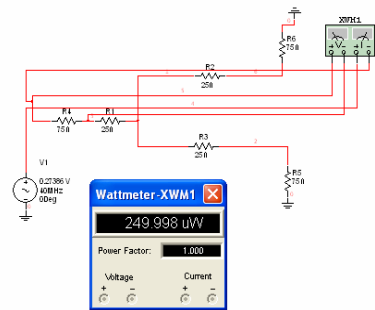 XWM1
R6
75Ω
R2
25Ω
+ V -
+ I -
R4
75Ω
R1
25Ω
R3
25Ω
2
R5
75Ω
V1
0.27386 V
40MHz
0Deg
Wattmeter-XWM1
249.998 uW
Power Factor: 1.000
Voltage Current
+ - + -